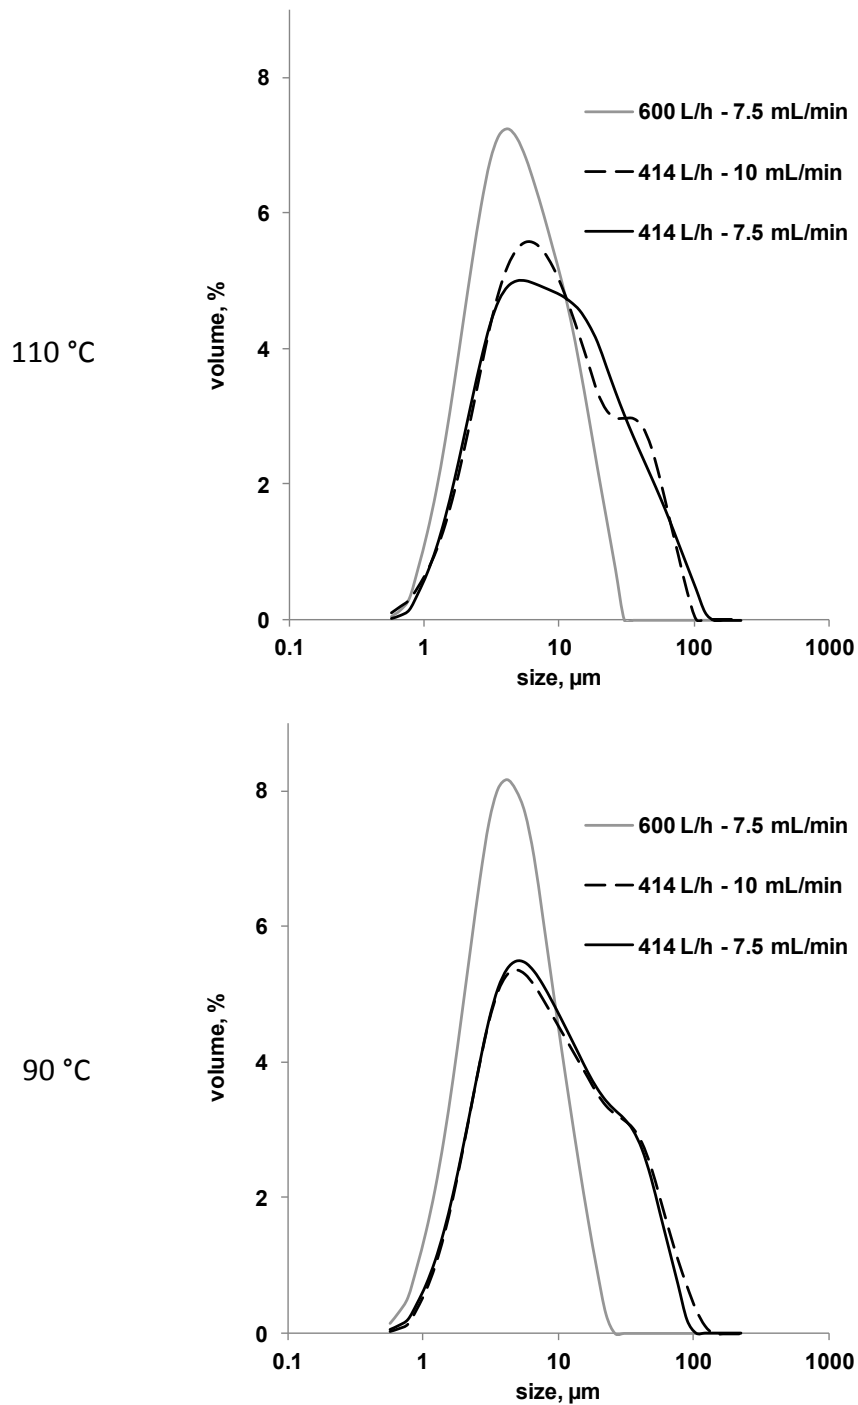 8
600 L/h - 7.5 mL/min
414 L/h - 10 mL/min
6
414 L/h - 7.5 mL/min
volume, %
110 °C
4
2
0
0.1 1 10 100 1000
size, µm
8
600 L/h - 7.5 mL/min
414 L/h - 10 mL/min
6
414 L/h - 7.5 mL/min
volume, %
90 °C
4
2
0
0.1 1 10 100 1000
size, µm